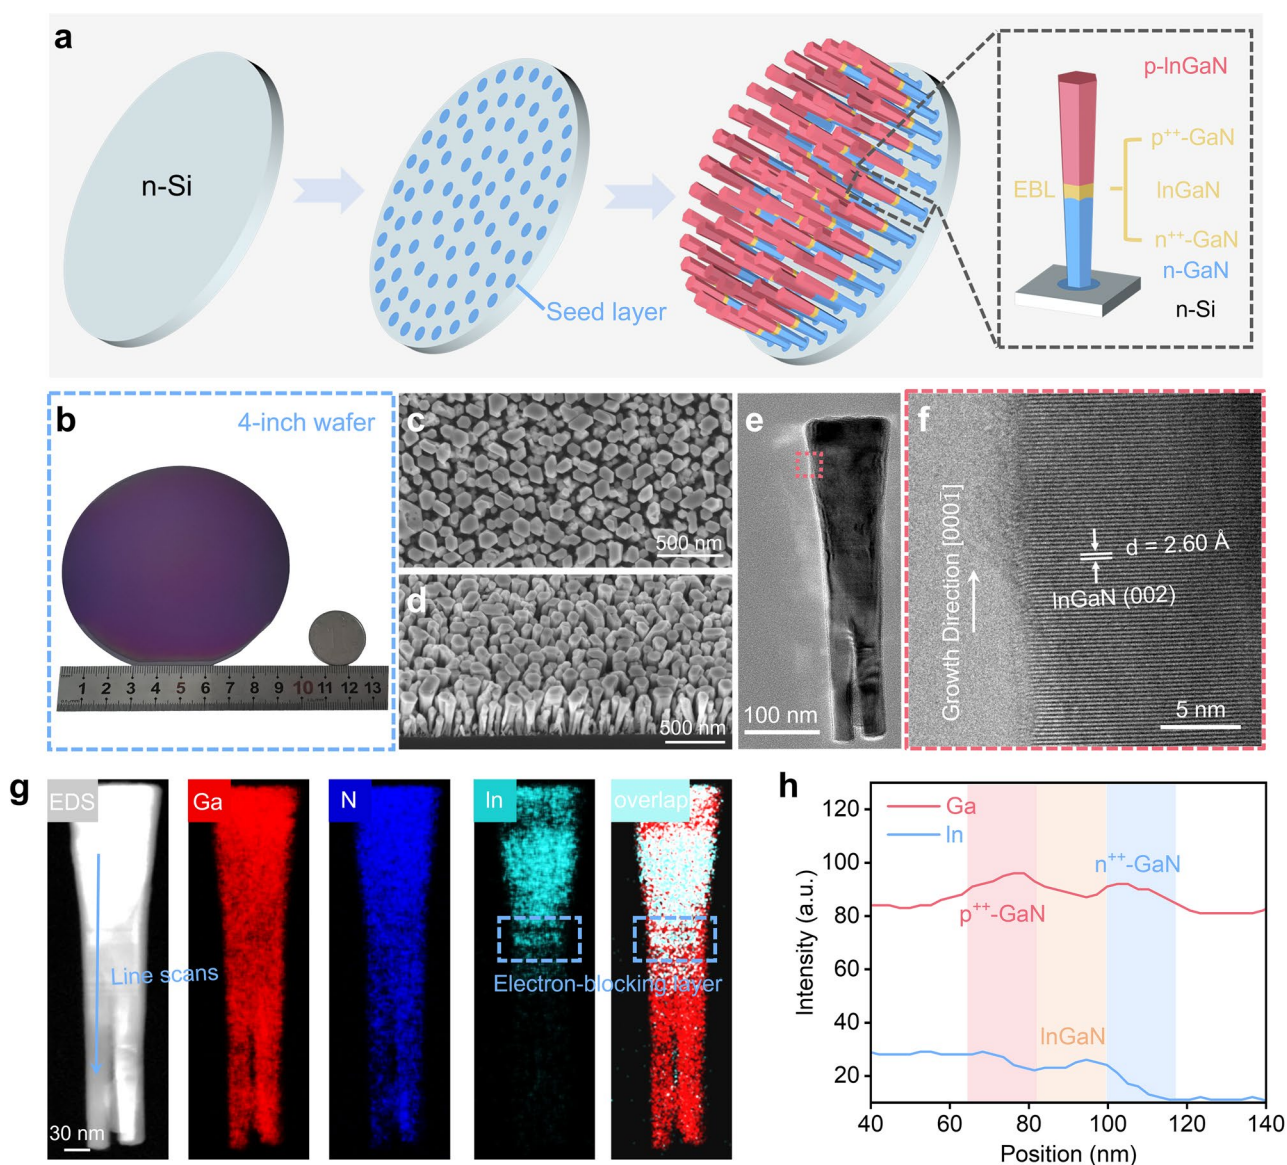 a
n-Si
Seed layer
p-InGaN
p++-GaN
EBL
InGaN
n++-GaN
n-GaN
n-Si
b
4-inch wafer
1 2 3 4 5 6 7 8 9 10 11 12 13
c
500 nm
d
500 nm
e
100 nm
f
Growth Direction [0001̄]
d = 2.60 Å
InGaN (002)
5 nm
g
EDS
Ga
N
In
overlap
Line scans
Electron-blocking layer
30 nm
h
Ga
In
p++-GaN
n++-GaN
InGaN
Intensity (a.u.)
120
100
80
60
40
20
40 60 80 100 120 140
Position (nm)